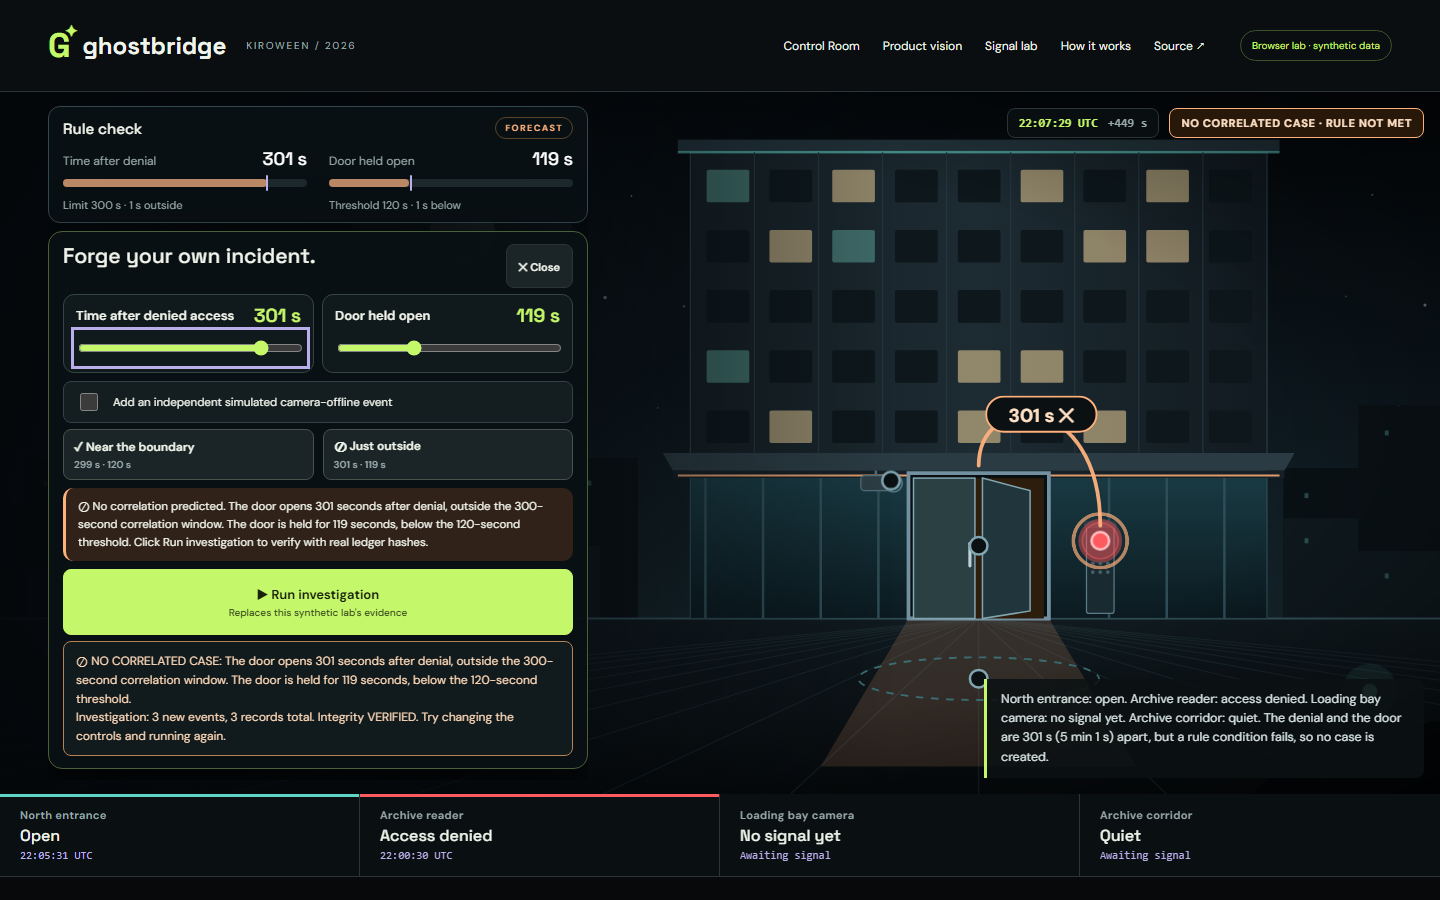 G ghostbridge KIROWEEN / 2026
Control Room Product vision Signal lab How it works Source ↗ Browser lab · synthetic data
Rule check FORECAST
Time after denial 301 s Door held open 119 s
Limit 300 s · 1 s outside Threshold 120 s · 1 s below
22:07:29 UTC +449 s NO CORRELATED CASE · RULE NOT MET
Forge your own incident. ✕ Close
Time after denied access 301 s Door held open 119 s
Add an independent simulated camera-offline event
✓ Near the boundary
299 s · 120 s
⊘ Just outside
301 s · 119 s
⊘ No correlation predicted. The door opens 301 seconds after denial, outside the 300-
second correlation window. The door is held for 119 seconds, below the 120-second
threshold. Click Run investigation to verify with real ledger hashes.
▶ Run investigation
Replaces this synthetic lab's evidence
⊘ NO CORRELATED CASE: The door opens 301 seconds after denial, outside the 300-
second correlation window. The door is held for 119 seconds, below the 120-second
threshold.
Investigation: 3 new events, 3 records total. Integrity VERIFIED. Try changing the
controls and running again.
301 s ✕
North entrance: open. Archive reader: access denied. Loading bay
camera: no signal yet. Archive corridor: quiet. The denial and the door
are 301 s (5 min 1 s) apart, but a rule condition fails, so no case is
created.
North entrance
Open
22:05:31 UTC
Archive reader
Access denied
22:00:30 UTC
Loading bay camera
No signal yet
Awaiting signal
Archive corridor
Quiet
Awaiting signal